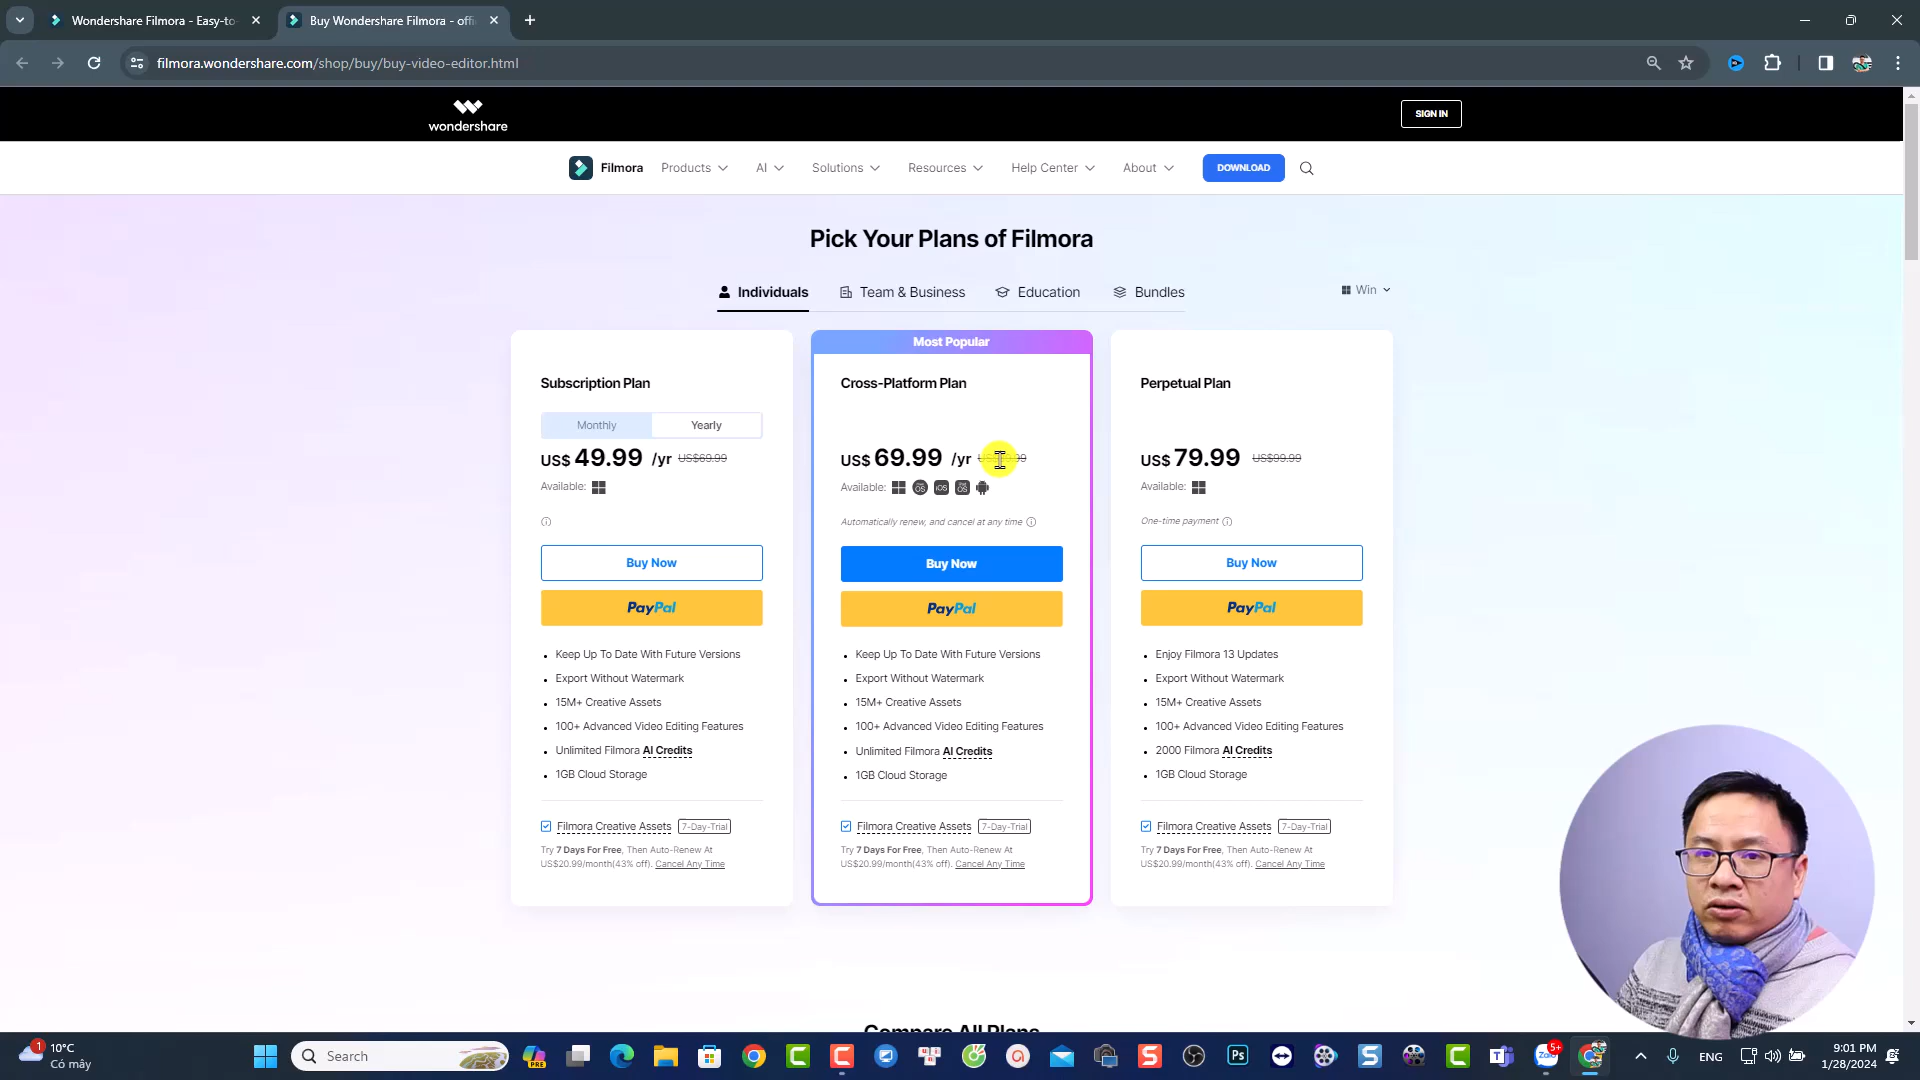 Wondershare Filmora - Easy-to-
Buy Wondershare Filmora - offi
filmora.wondershare.com/shop/buy/buy-video-editor.html
wondershare
SIGN IN
Filmora
Products
AI
Solutions
Resources
Help Center
About
DOWNLOAD
Pick Your Plans of Filmora
Individuals
Team & Business
Education
Bundles
Win
Subscription Plan
Monthly
Yearly
US$ 49.99 /yr US$69.99
Available:
Buy Now
PayPal
Keep Up To Date With Future Versions
Export Without Watermark
15M+ Creative Assets
100+ Advanced Video Editing Features
Unlimited Filmora AI Credits
1GB Cloud Storage
Filmora Creative Assets 7-Day-Trial
Try 7 Days For Free, Then Auto-Renew At
US$20.99/month(43% off). Cancel Any Time
Most Popular
Cross-Platform Plan
US$ 69.99 /yr
Available:
Automatically renew, and cancel at any time
Buy Now
PayPal
Keep Up To Date With Future Versions
Export Without Watermark
15M+ Creative Assets
100+ Advanced Video Editing Features
Unlimited Filmora AI Credits
1GB Cloud Storage
Filmora Creative Assets 7-Day-Trial
Try 7 Days For Free, Then Auto-Renew At
US$20.99/month(43% off). Cancel Any Time
Perpetual Plan
US$ 79.99 US$99.99
Available:
One-time payment
Buy Now
PayPal
Enjoy Filmora 13 Updates
Export Without Watermark
15M+ Creative Assets
100+ Advanced Video Editing Features
2000 Filmora AI Credits
1GB Cloud Storage
Filmora Creative Assets 7-Day-Trial
Try 7 Days For Free, Then Auto-Renew At
US$20.99/month(43% off). Cancel Any Time
Compare All Plans
1
10°C
Có mây
Search
PRE
Ps
Zalo
5+
ENG
9:01 PM
1/28/2024